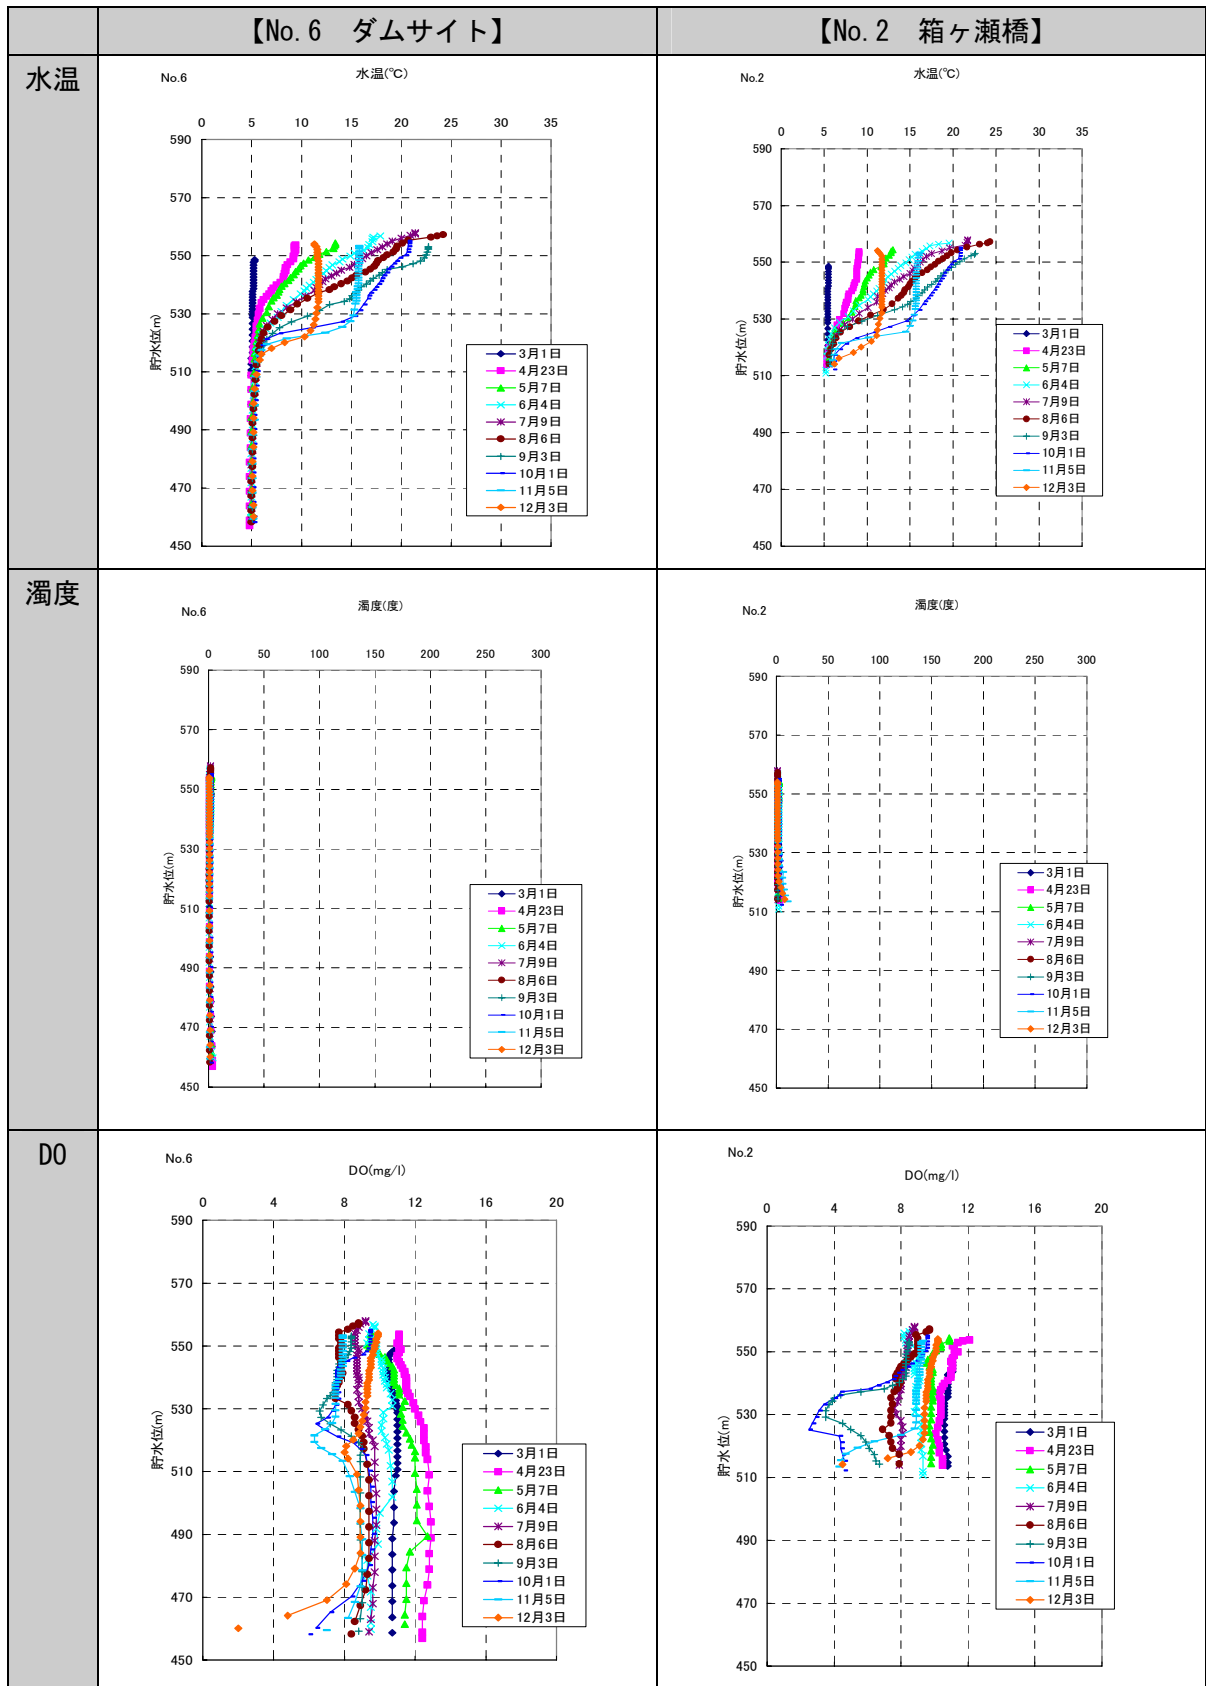 【No.6 ダムサイト】
【No.2 箱ヶ瀬橋】
水温
No.6
水温(℃)
0 5 10 15 20 25 30 35
590
570
550
530
510
490
470
450
貯水位(m)
3月1日
4月23日
5月7日
6月4日
7月9日
8月6日
9月3日
10月1日
11月5日
12月3日
No.2
水温(℃)
0 5 10 15 20 25 30 35
590
570
550
530
510
490
470
450
貯水位(m)
3月1日
4月23日
5月7日
6月4日
7月9日
8月6日
9月3日
10月1日
11月5日
12月3日
濁度
No.6
濁度(度)
0 50 100 150 200 250 300
590
570
550
530
510
490
470
450
貯水位(m)
3月1日
4月23日
5月7日
6月4日
7月9日
8月6日
9月3日
10月1日
11月5日
12月3日
No.2
濁度(度)
0 50 100 150 200 250 300
590
570
550
530
510
490
470
450
貯水位(m)
3月1日
4月23日
5月7日
6月4日
7月9日
8月6日
9月3日
10月1日
11月5日
12月3日
DO
No.6
DO(mg/l)
0 4 8 12 16 20
590
570
550
530
510
490
470
450
貯水位(m)
3月1日
4月23日
5月7日
6月4日
7月9日
8月6日
9月3日
10月1日
11月5日
12月3日
No.2
DO(mg/l)
0 4 8 12 16 20
590
570
550
530
510
490
470
450
貯水位(m)
3月1日
4月23日
5月7日
6月4日
7月9日
8月6日
9月3日
10月1日
11月5日
12月3日